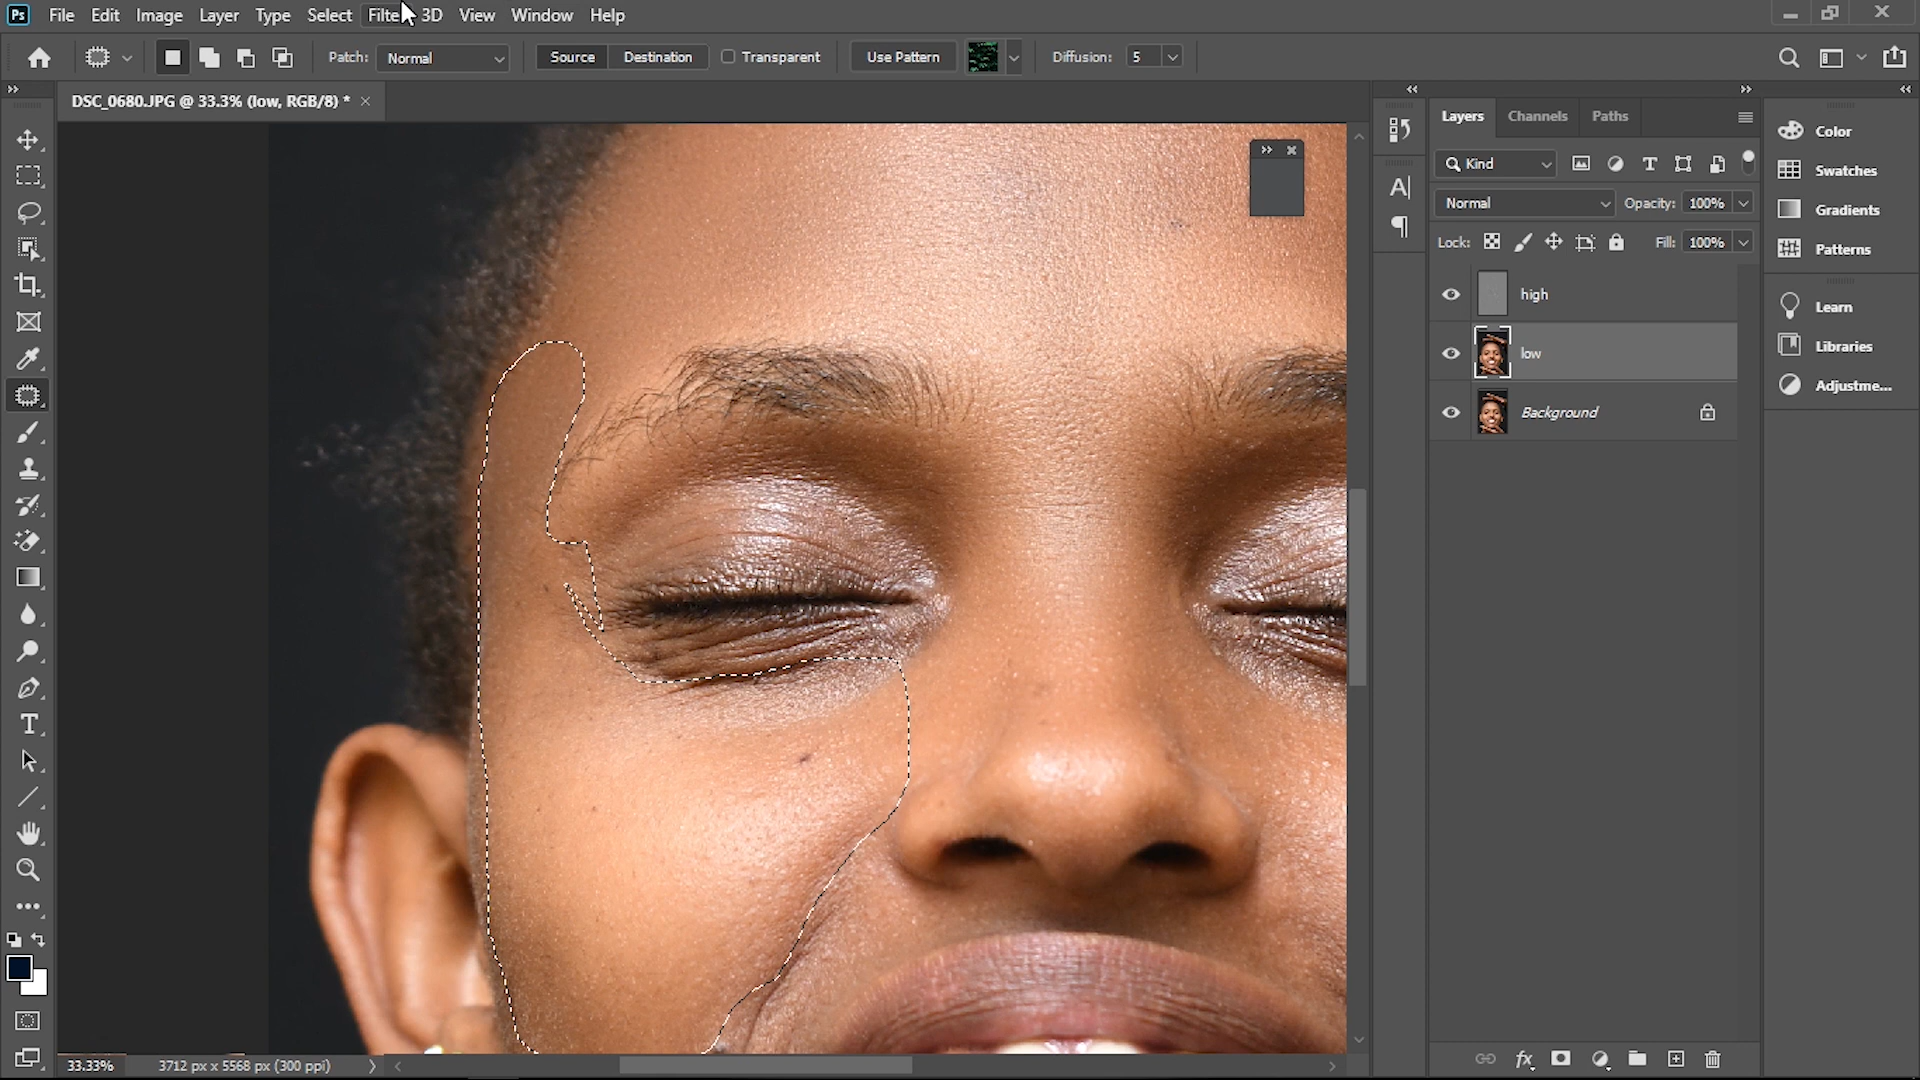 Ps File Edit Image Layer Type Select Filte 3D View Window Help
Patch: Normal Source Destination Transparent Use Pattern Diffusion: 5
DSC_0680.JPG @ 33.3% (low, RGB/8) * ×
Layers Channels Paths
Kind
Normal Opacity: 100%
Lock: Fill: 100%
high
low
Background
Color
Swatches
Gradients
Patterns
Learn
Libraries
Adjustme...
33.33% 3712 px x 5568 px (300 ppi)